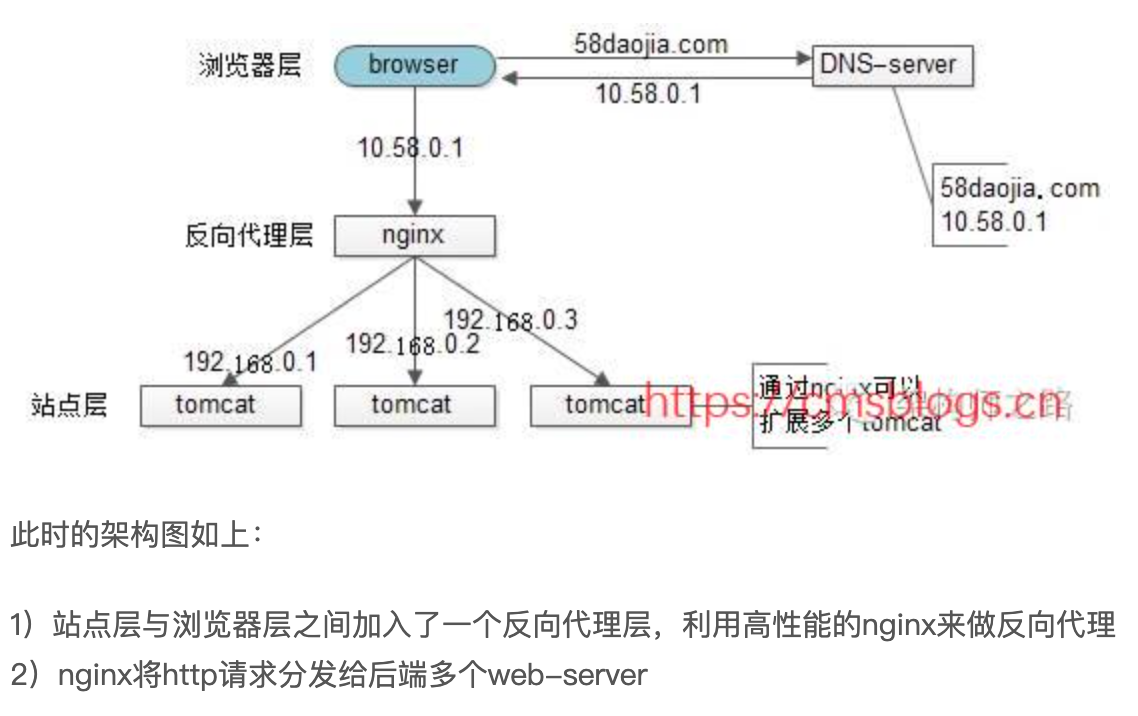 58daojia.com
浏览器层
browser
DNS-server
10.58.0.1
10.58.0.1
58daojia.com
10.58.0.1
反向代理层
nginx
192.168.0.3
192.168.0.2
192.168.0.1
通过nginx可以
站点层
tomcat
tomcat
tomcat
https://cmsblogs.cn
扩展多个tomcat
此时的架构图如上：
1）站点层与浏览器层之间加入了一个反向代理层，利用高性能的nginx来做反向代理
2）nginx将http请求分发给后端多个web-server